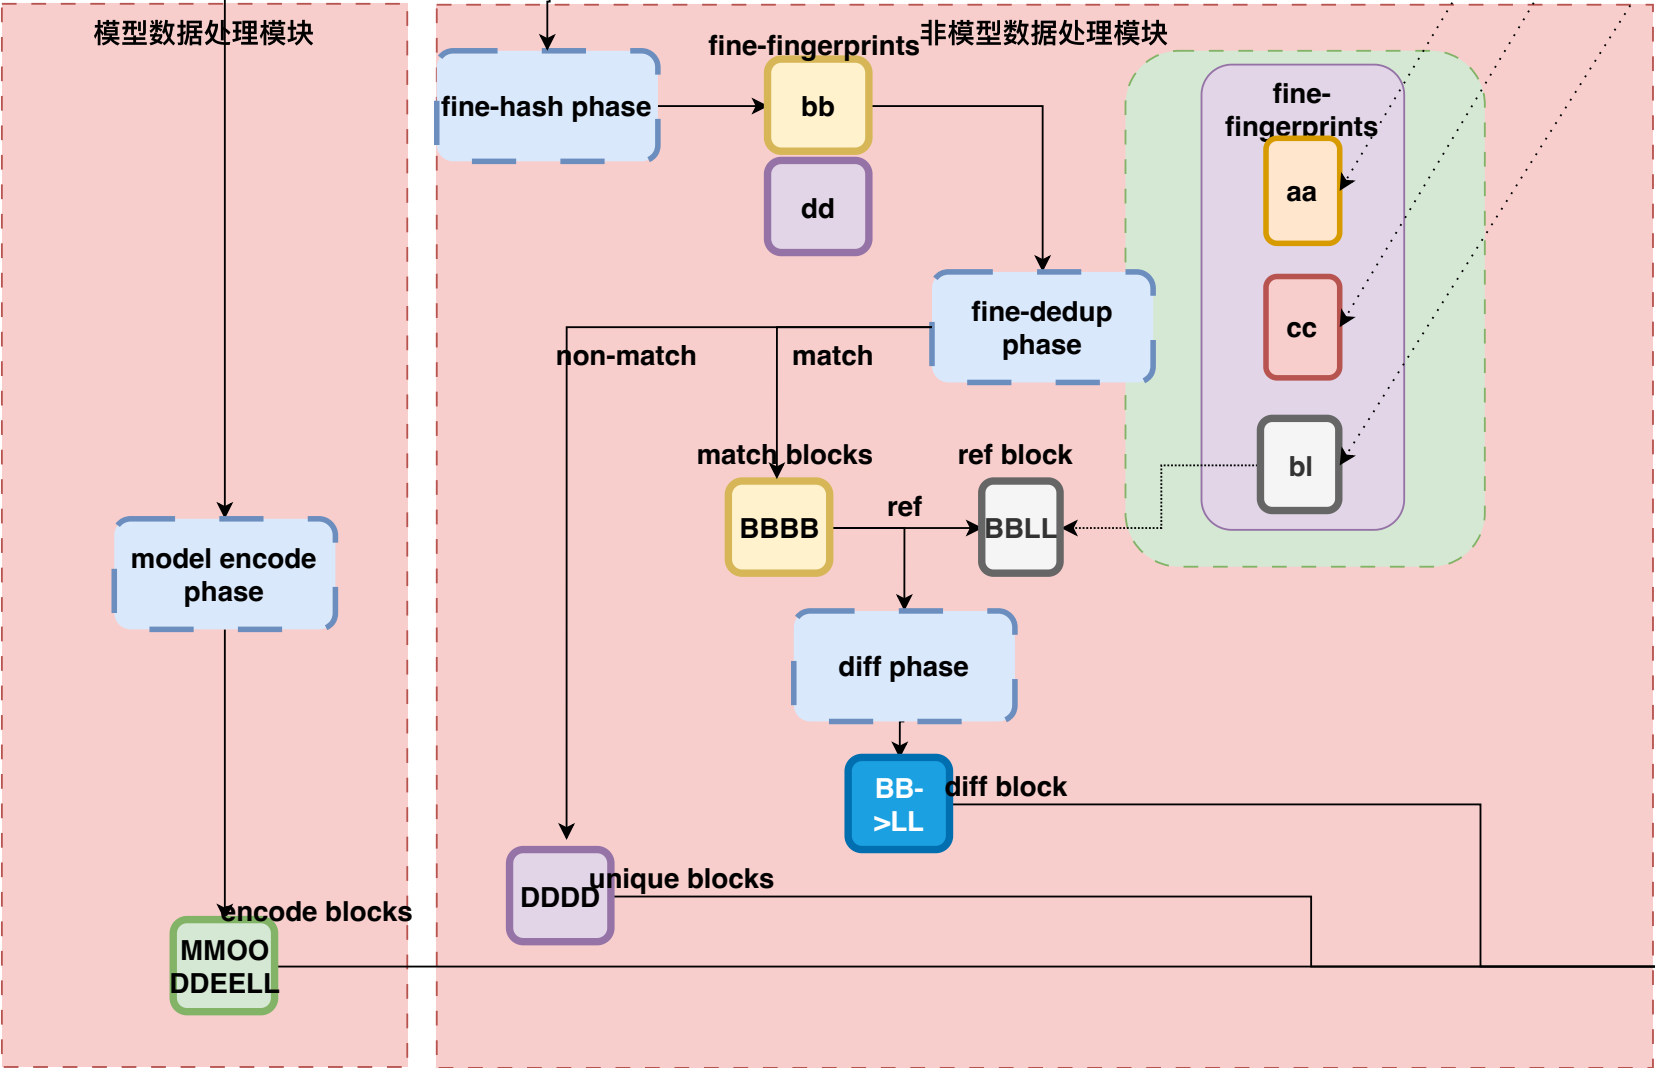 模型数据处理模块
非模型数据处理模块
fine-fingerprints
fine-hash phase
bb
dd
fine-
fingerprints
aa
cc
bl
fine-dedup
phase
non-match
match
match blocks
ref block
BBBB
ref
BBLL
model encode
phase
diff phase
BB-
>LL
diff block
DDDD
unique blocks
encode blocks
MMOO
DDEELL